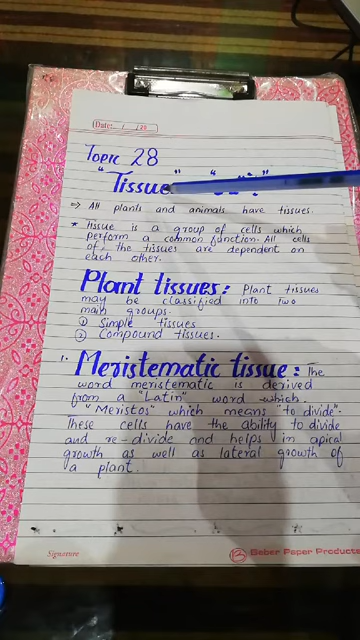 Date: / /20
Topic 28
"Tissue"
⇒ All plants and animals have tissues.
* Tissue is a group of cells which
perform a common function. All cells
of the tissues are dependent on
each other.
Plant tissues: Plant tissues
may be classified into two
main groups.
① Simple tissues.
② Compound tissues.
1. Meristematic tissue: The
word meristematic is derived
from a "Latin" word which.
"Meristos" which means "to divide".
These cells have the ability to divide
and re-divide and helps in apical
growth as well as lateral growth of
a plant.
Signature
Beber Paper Products